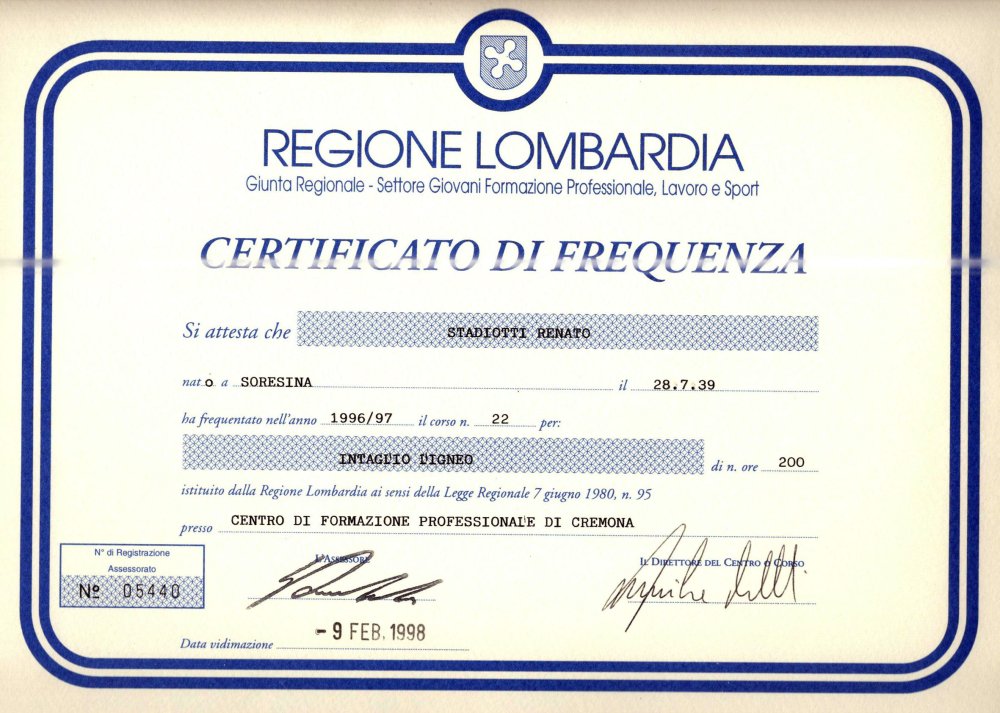 REGIONE LOMBARDIA
Giunta Regionale - Settore Giovani Formazione Professionale, Lavoro e Sport
CERTIFICATO DI FREQUENZA
Si attesta che STADIOTTI RENATO
nat o a SORESINA il 28.7.39
ha frequentato nell'anno 1996/97 il corso n. 22 per:
INTAGLIO LIGNEO di n. ore 200
istituito dalla Regione Lombardia ai sensi della Legge Regionale 7 giugno 1980, n. 95
presso CENTRO DI FORMAZIONE PROFESSIONALE DI CREMONA
N° di Registrazione
Assessorato
Nº 05440
L'ASSESSORE
IL DIRETTORE DEL CENTRO O CORSO
Data vidimazione - 9 FEB. 1998